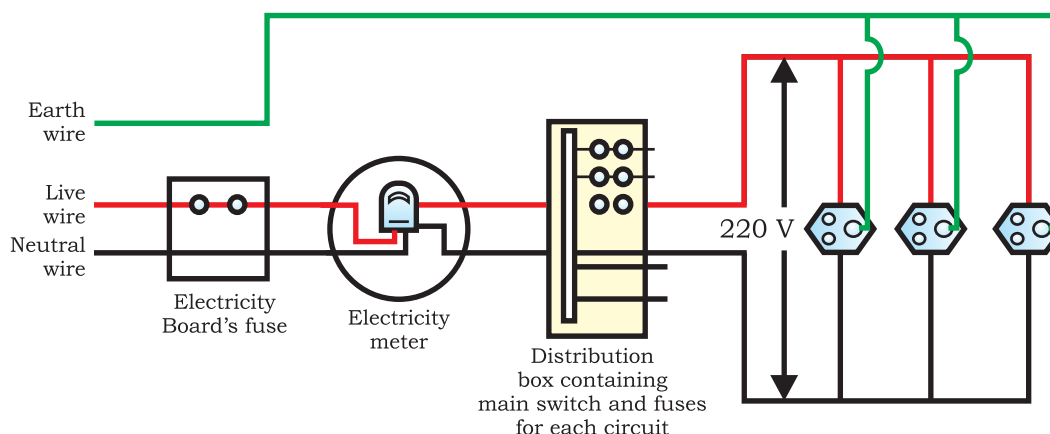 Earth
wire
Live
wire
Neutral
wire
Electricity
Board's fuse
Electricity
meter
Distribution
box containing
main switch and fuses
for each circuit
220 V